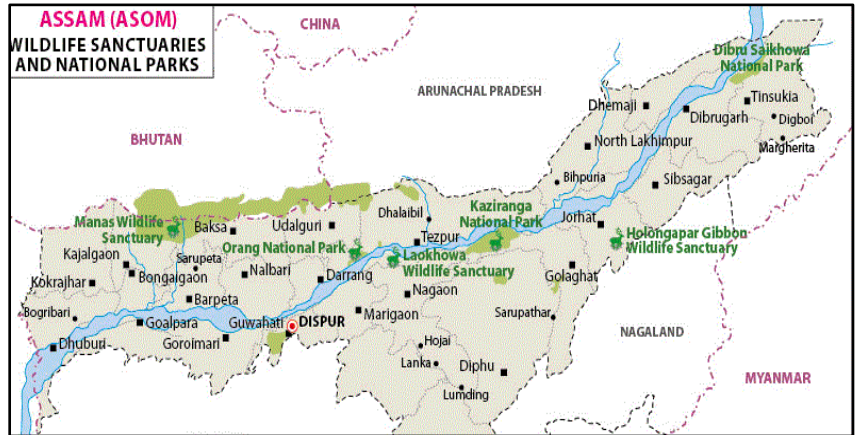 ASSAM (ASOM)
WILDLIFE SANCTUARIES
AND NATIONAL PARKS
CHINA
Dibru Saikhowa
National Park
ARUNACHAL PRADESH
Dhemaji
Tinsukia
Dibrugarh
Digboi
BHUTAN
North Lakhimpur
Margherita
Bihpuria
Sibsagar
Manas Wildlife
Sanctuary
Baksa
Udalguri
Dhalaibil
Kaziranga
National Park
Jorhat
Kajalgaon
Sarupeta
Orang National Park
Tezpur
Laokhowa
Wildlife Sanctuary
Holongapar Gibbon
Wildlife Sanctuary
Kokrajhar
Bongaigaon
Nalbari
Darrang
Golaghat
Barpeta
Nagaon
Bogribari
Goalpara
Guwahati
DISPUR
Marigaon
Sarupathar
Dhuburi
Goroimari
Hojai
NAGALAND
Lanka
Diphu
Lumding
MYANMAR